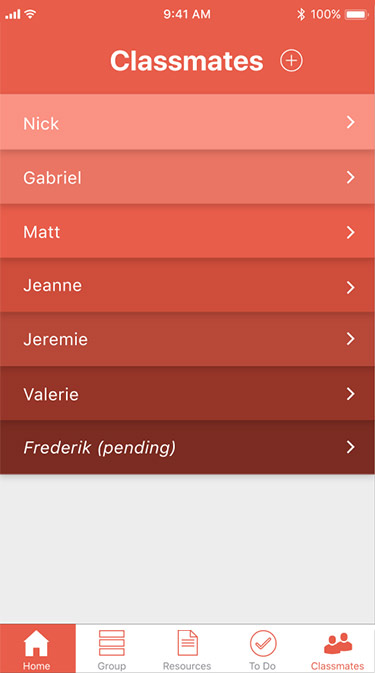 9:41 AM 100%
Classmates
Nick
Gabriel
Matt
Jeanne
Jeremie
Valerie
Frederik (pending)
Home Group Resources To Do Classmates